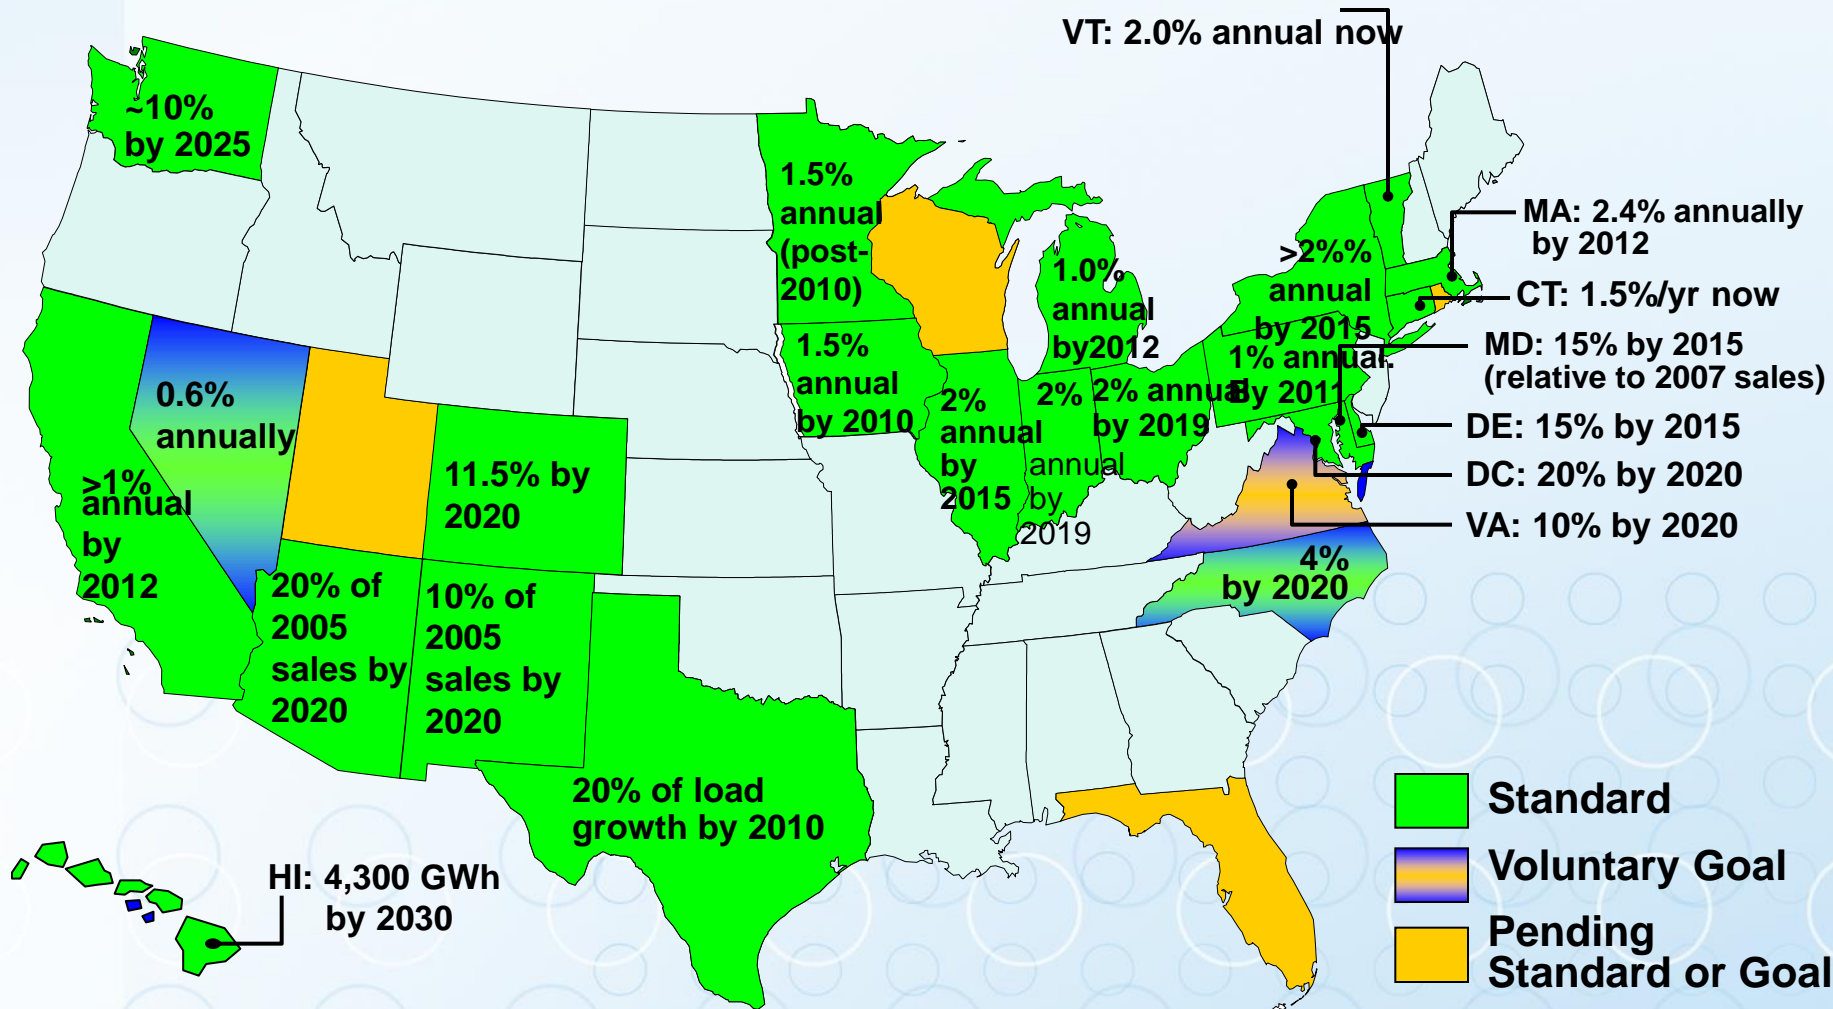 VT: 2.0% annual now
~10%
by 2025
1.5%
annual
(post-
2010)
>2%%
annual
by 2015
MA: 2.4% annually
by 2012
CT: 1.5%/yr now
MD: 15% by 2015
(relative to 2007 sales)
DE: 15% by 2015
DC: 20% by 2020
VA: 10% by 2020
1.0%
annual
by2012
1% annual.
By 2011
1.5%
annual
by 2010
2%
annual
by
2015
2%
annual
by
2019
2% annual
by 2019
0.6%
annually
>1%
annual
by
2012
11.5% by
2020
4%
by 2020
20% of
2005
sales by
2020
10% of
2005
sales by
2020
20% of load
growth by 2010
HI: 4,300 GWh
by 2030
Standard
Voluntary Goal
Pending
Standard or Goal